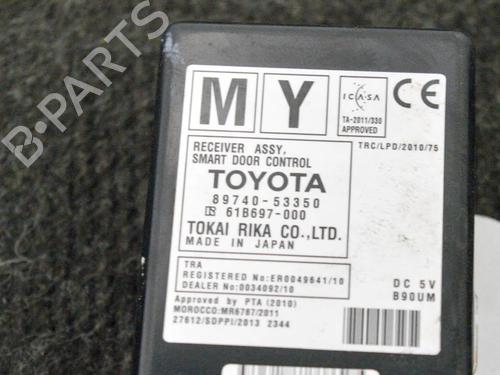 B-PARTS
M Y
ICASA
TA-2011/330
APPROVED
CE
TRC/LPD/2010/75
RECEIVER ASSY,
SMART DOOR CONTROL
TOYOTA
89740-53350
61B697-000
TOKAI RIKA CO.,LTD.
MADE IN JAPAN
TRA
REGISTERED No:ER0049641/10
DEALER No:0034092/10
Approved by PTA (2010)
MOROCCO:MR6787/2011
27612/SDPPI/2013 2344
DC 5V
B90UM